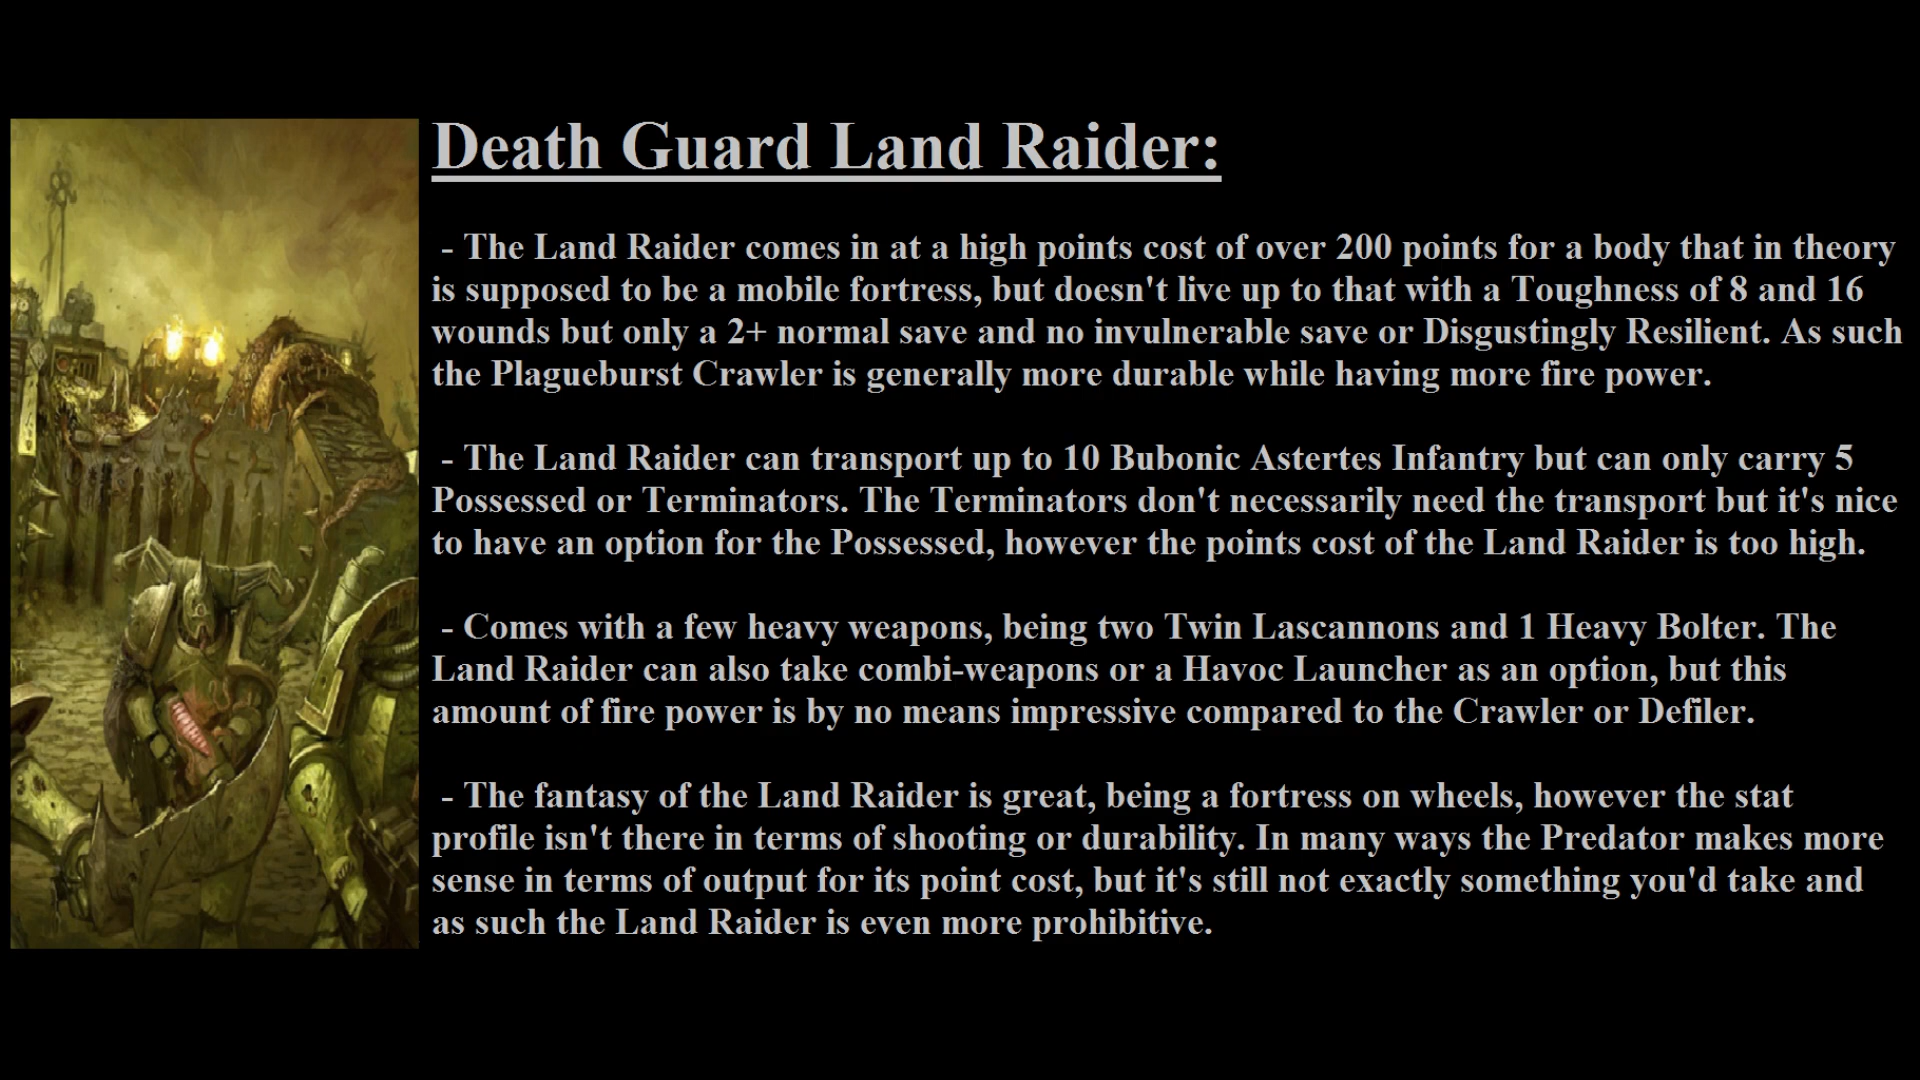 Death Guard Land Raider:
- The Land Raider comes in at a high points cost of over 200 points for a body that in theory
is supposed to be a mobile fortress, but doesn't live up to that with a Toughness of 8 and 16
wounds but only a 2+ normal save and no invulnerable save or Disgustingly Resilient. As such
the Plagueburst Crawler is generally more durable while having more fire power.
- The Land Raider can transport up to 10 Bubonic Astertes Infantry but can only carry 5
Possessed or Terminators. The Terminators don't necessarily need the transport but it's nice
to have an option for the Possessed, however the points cost of the Land Raider is too high.
- Comes with a few heavy weapons, being two Twin Lascannons and 1 Heavy Bolter. The
Land Raider can also take combi-weapons or a Havoc Launcher as an option, but this
amount of fire power is by no means impressive compared to the Crawler or Defiler.
- The fantasy of the Land Raider is great, being a fortress on wheels, however the stat
profile isn't there in terms of shooting or durability. In many ways the Predator makes more
sense in terms of output for its point cost, but it's still not exactly something you'd take and
as such the Land Raider is even more prohibitive.